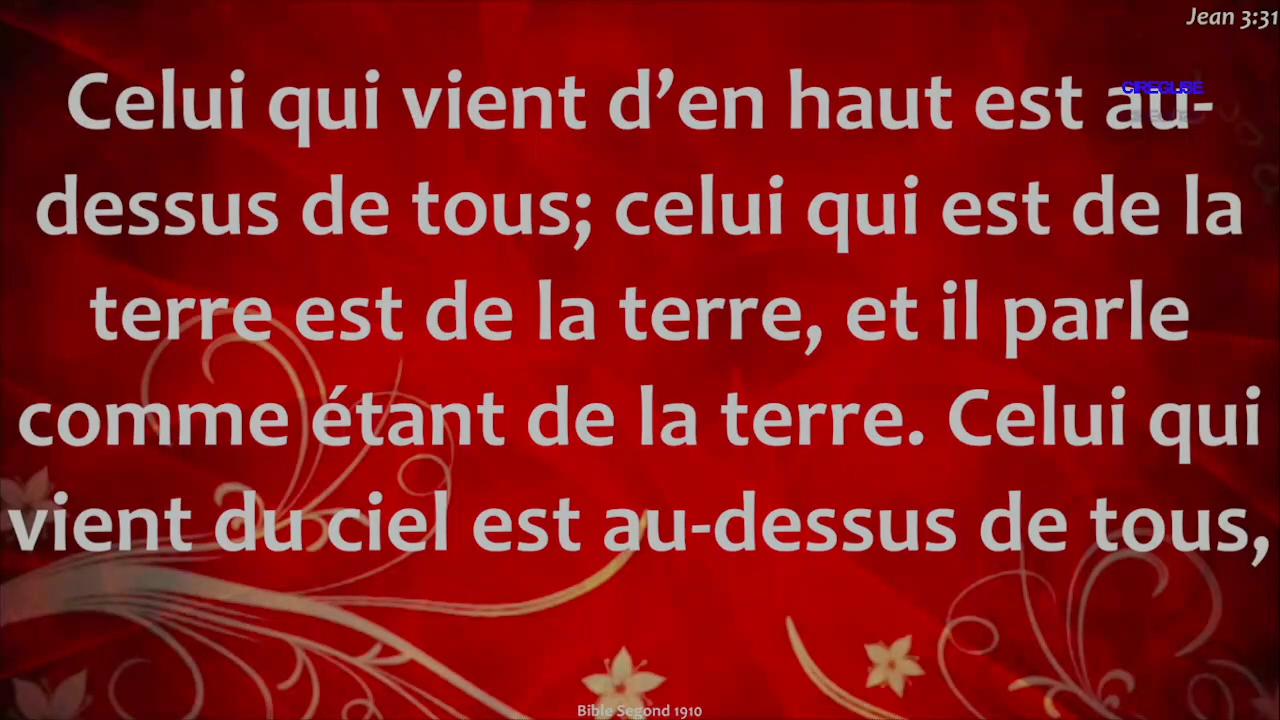 Jean 3:31
Celui qui vient d’en haut est au-
dessus de tous; celui qui est de la
terre est de la terre, et il parle
comme étant de la terre. Celui qui
vient du ciel est au-dessus de tous,
Bible Segond 1910